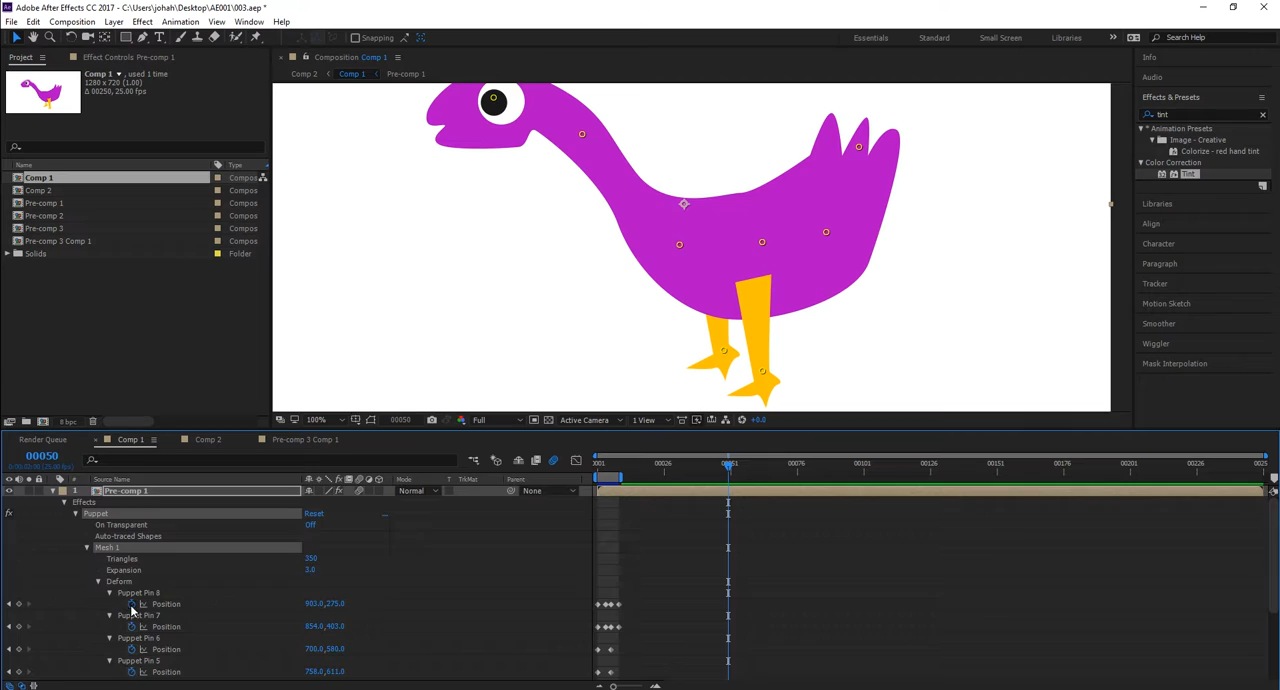 Adobe After Effects CC 2017 - C:\Users\johah\Desktop\AE001\003.aep *
File Edit Composition Layer Effect Animation View Window Help
Snapping Essentials Standard Small Screen Libraries Search Help
Project Effect Controls Pre-comp 1 Composition Comp 1 Info
Comp 1 , used 1 time
1280 x 720 (1.00)
Δ 00250, 25.00 fps
Comp 2 Comp 1 Pre-comp 1
Audio
Effects & Presets
tint
* Animation Presets
Image - Creative
Colorize - red hand tint
Color Correction
Tint
Name Type
Comp 1 Compos
Comp 2 Compos
Pre-comp 1 Compos
Pre-comp 2 Compos
Pre-comp 3 Compos
Pre-comp 3 Comp 1 Compos
Solids Folder
Libraries
Align
Character
Paragraph
Tracker
Motion Sketch
Smoother
Wiggler
Mask Interpolation
8 bpc
100% 00050 Full Active Camera 1 View +0.0
Render Queue Comp 1 Comp 2 Pre-comp 3 Comp 1
00050
0001 00026 00051 00076 00101 00126 00151 00176 00201 00226 0025
# Source Name Mode T TrkMat Parent
1 Pre-comp 1 Normal None
Effects
fx Puppet Reset
On Transparent Off
Auto-traced Shapes
Mesh 1
Triangles 350
Expansion 3.0
Deform
Puppet Pin 8
Position 903.0,275.0
Puppet Pin 7
Position 854.0,403.0
Puppet Pin 6
Position 700.0,580.0
Puppet Pin 5
Position 758.0,611.0